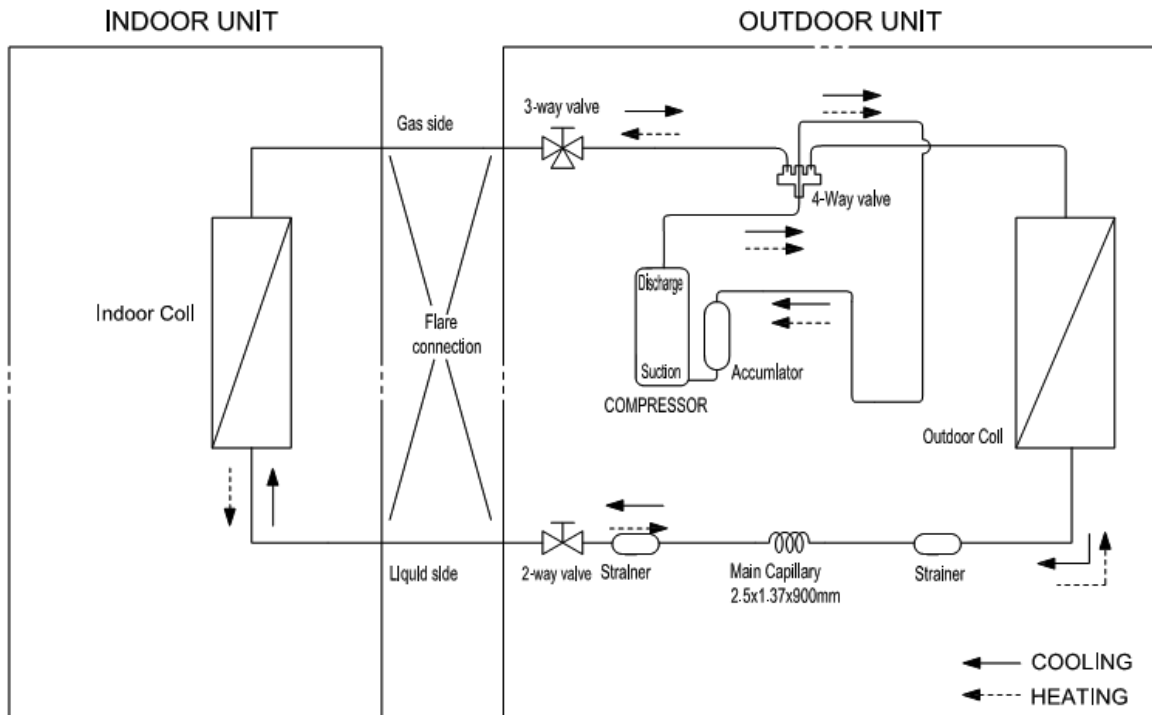 INDOOR UNIT
OUTDOOR UNIT
3-way valve
Gas side
4-Way valve
Discharge
Indoor Coil
Flare
connection
Suction
Accumlator
COMPRESSOR
Outdoor Coil
Liquid side
2-way valve
Strainer
Main Capillary
2.5x1.37x900mm
Strainer
COOLING
HEATING